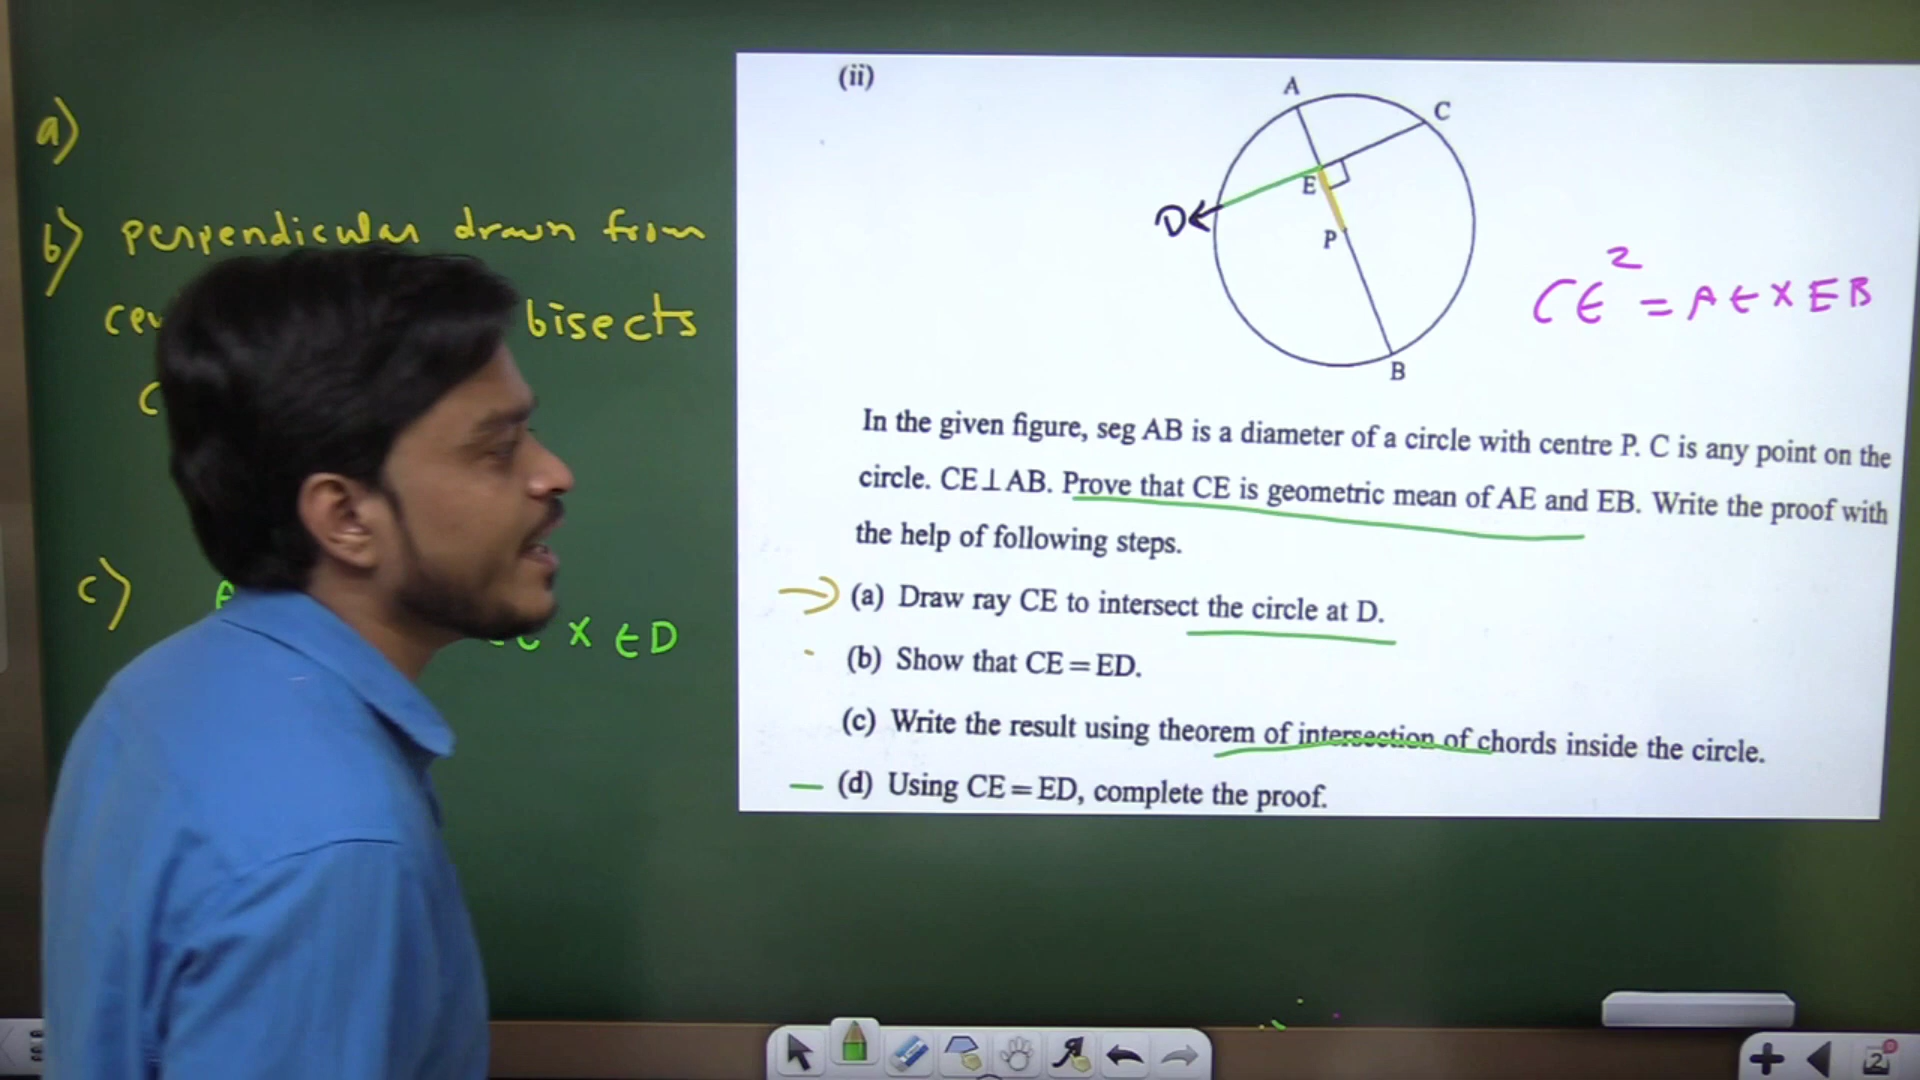 a)
b) perpendicular drawn from
bisects
c)
× ED
(ii)
A
C
E
D
P
B
CE² = AE × EB
In the given figure, seg AB is a diameter of a circle with centre P. C is any point on the
circle. CE⊥AB. Prove that CE is geometric mean of AE and EB. Write the proof with
the help of following steps.
(a) Draw ray CE to intersect the circle at D.
(b) Show that CE = ED.
(c) Write the result using theorem of intersection of chords inside the circle.
(d) Using CE = ED, complete the proof.
2